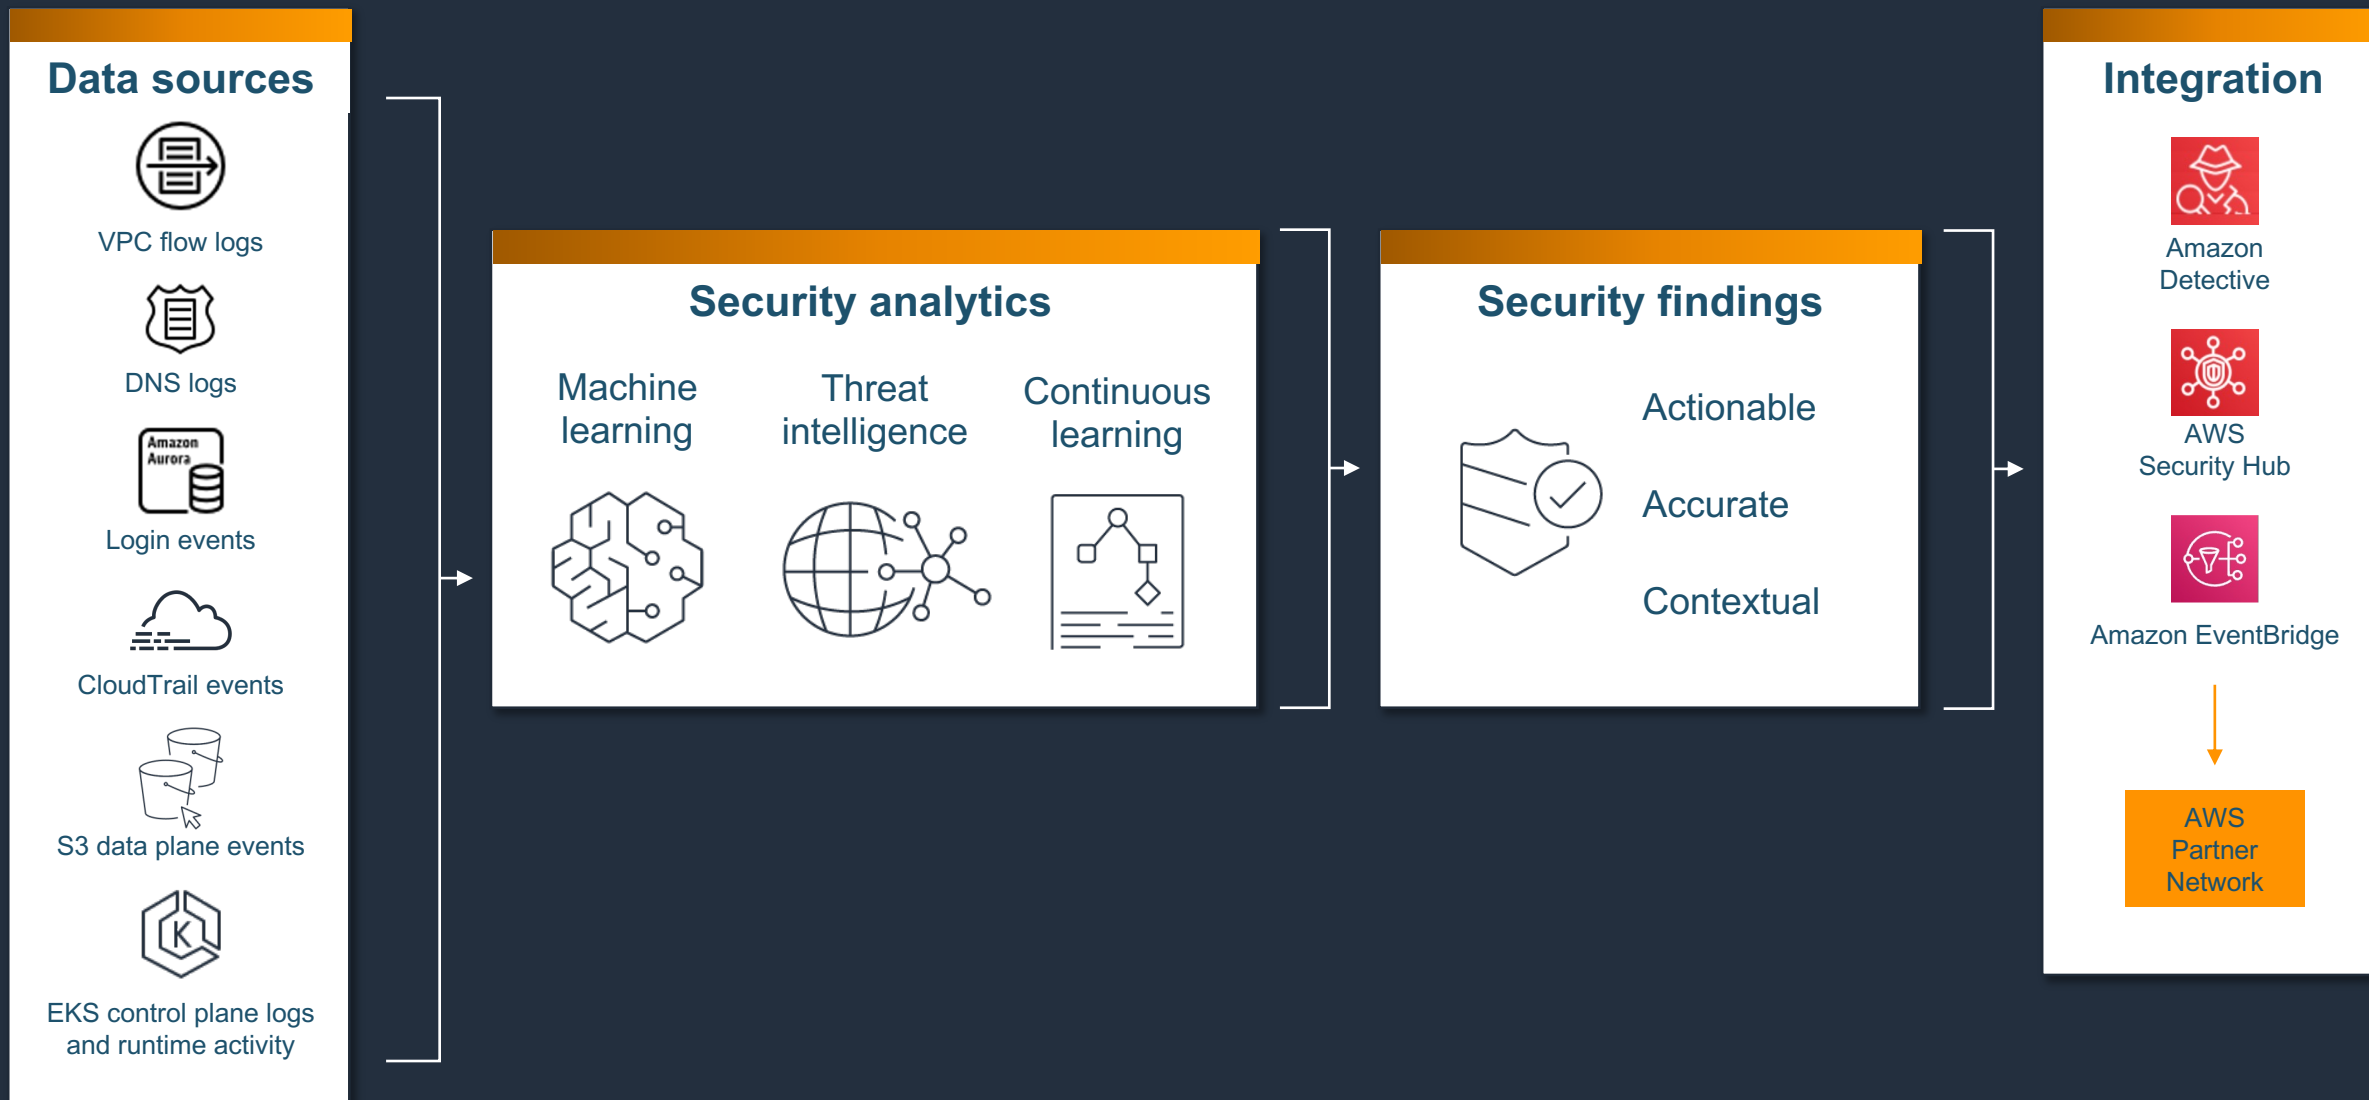 Data sources
VPC flow logs
DNS logs
Amazon
Aurora
Login events
CloudTrail events
S3 data plane events
K
EKS control plane logs
and runtime activity
Security analytics
Machine
learning
Threat
intelligence
Continuous
learning
Security findings
Actionable
Accurate
Contextual
Integration
Amazon
Detective
AWS
Security Hub
Amazon EventBridge
AWS
Partner
Network